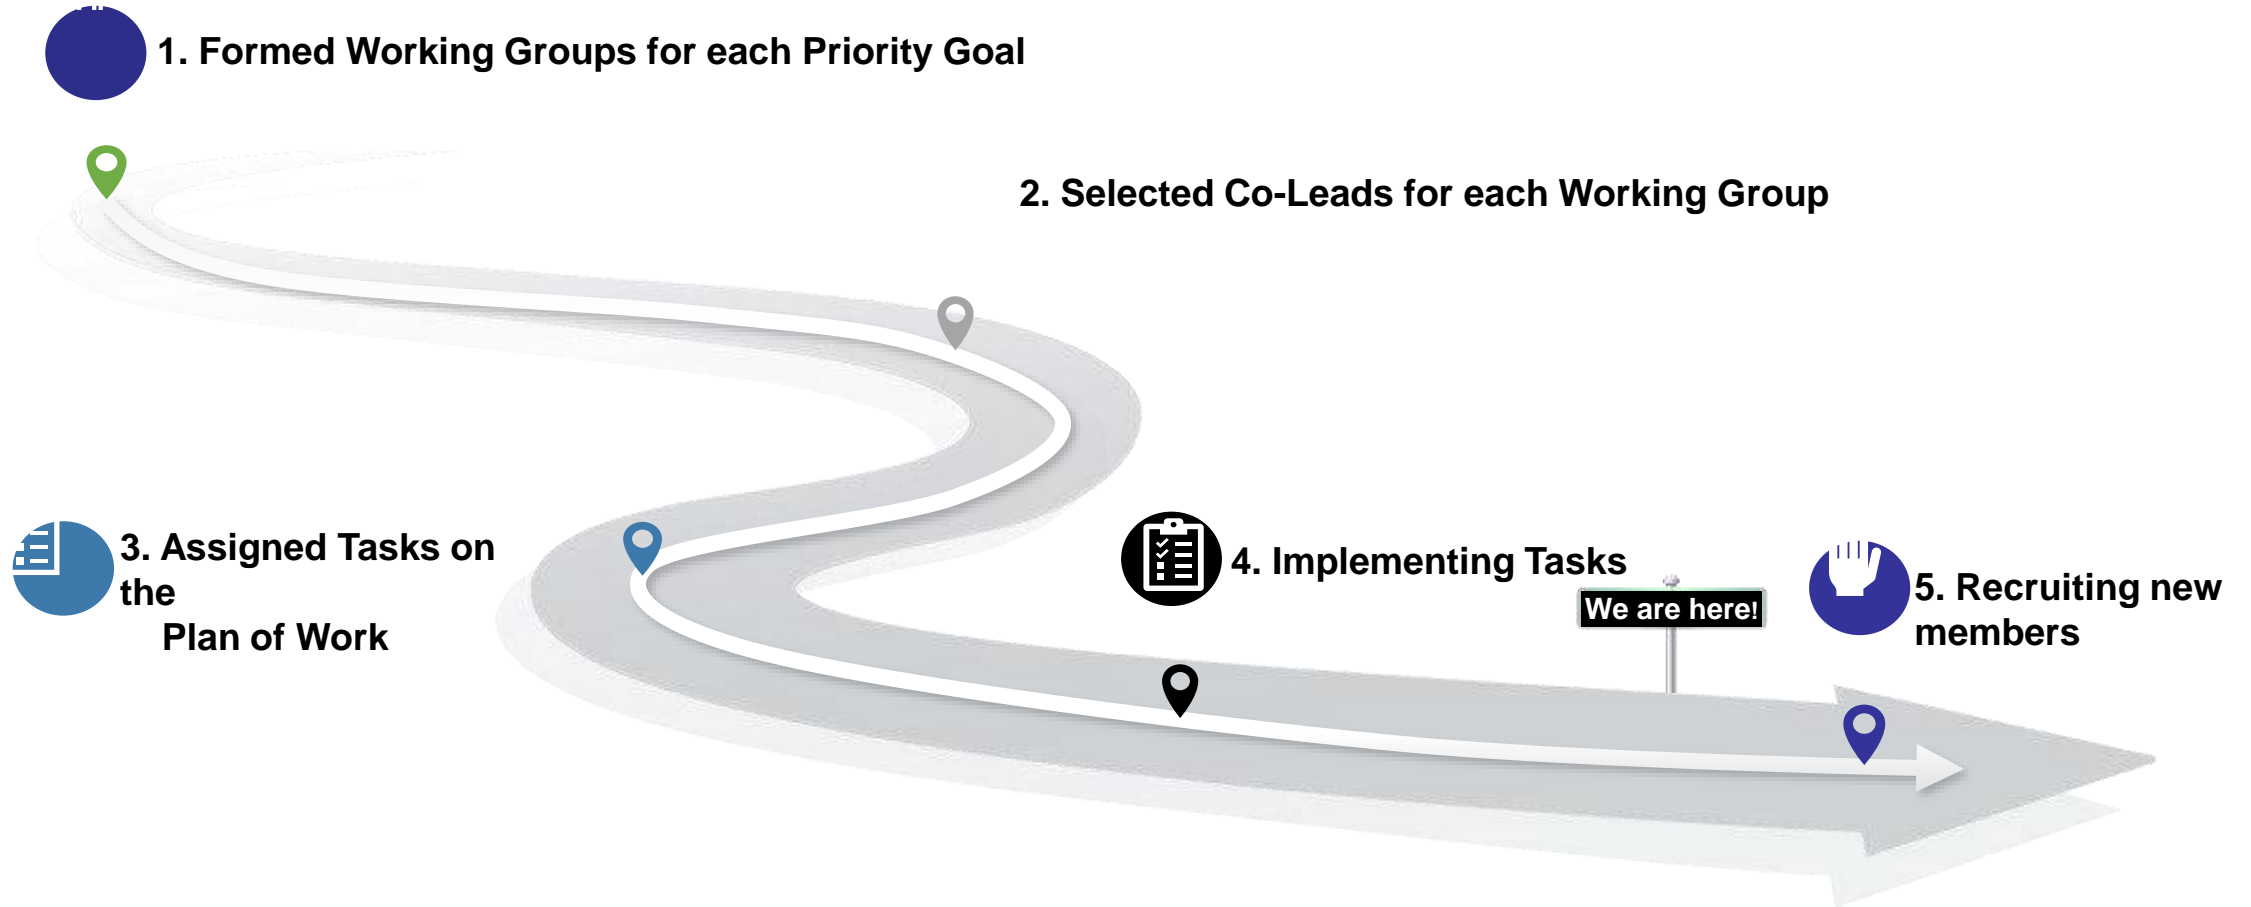 1. Formed Working Groups for each Priority Goal
2. Selected Co-Leads for each Working Group
3. Assigned Tasks on
the
Plan of Work
4. Implementing Tasks
We are here!
5. Recruiting new
members